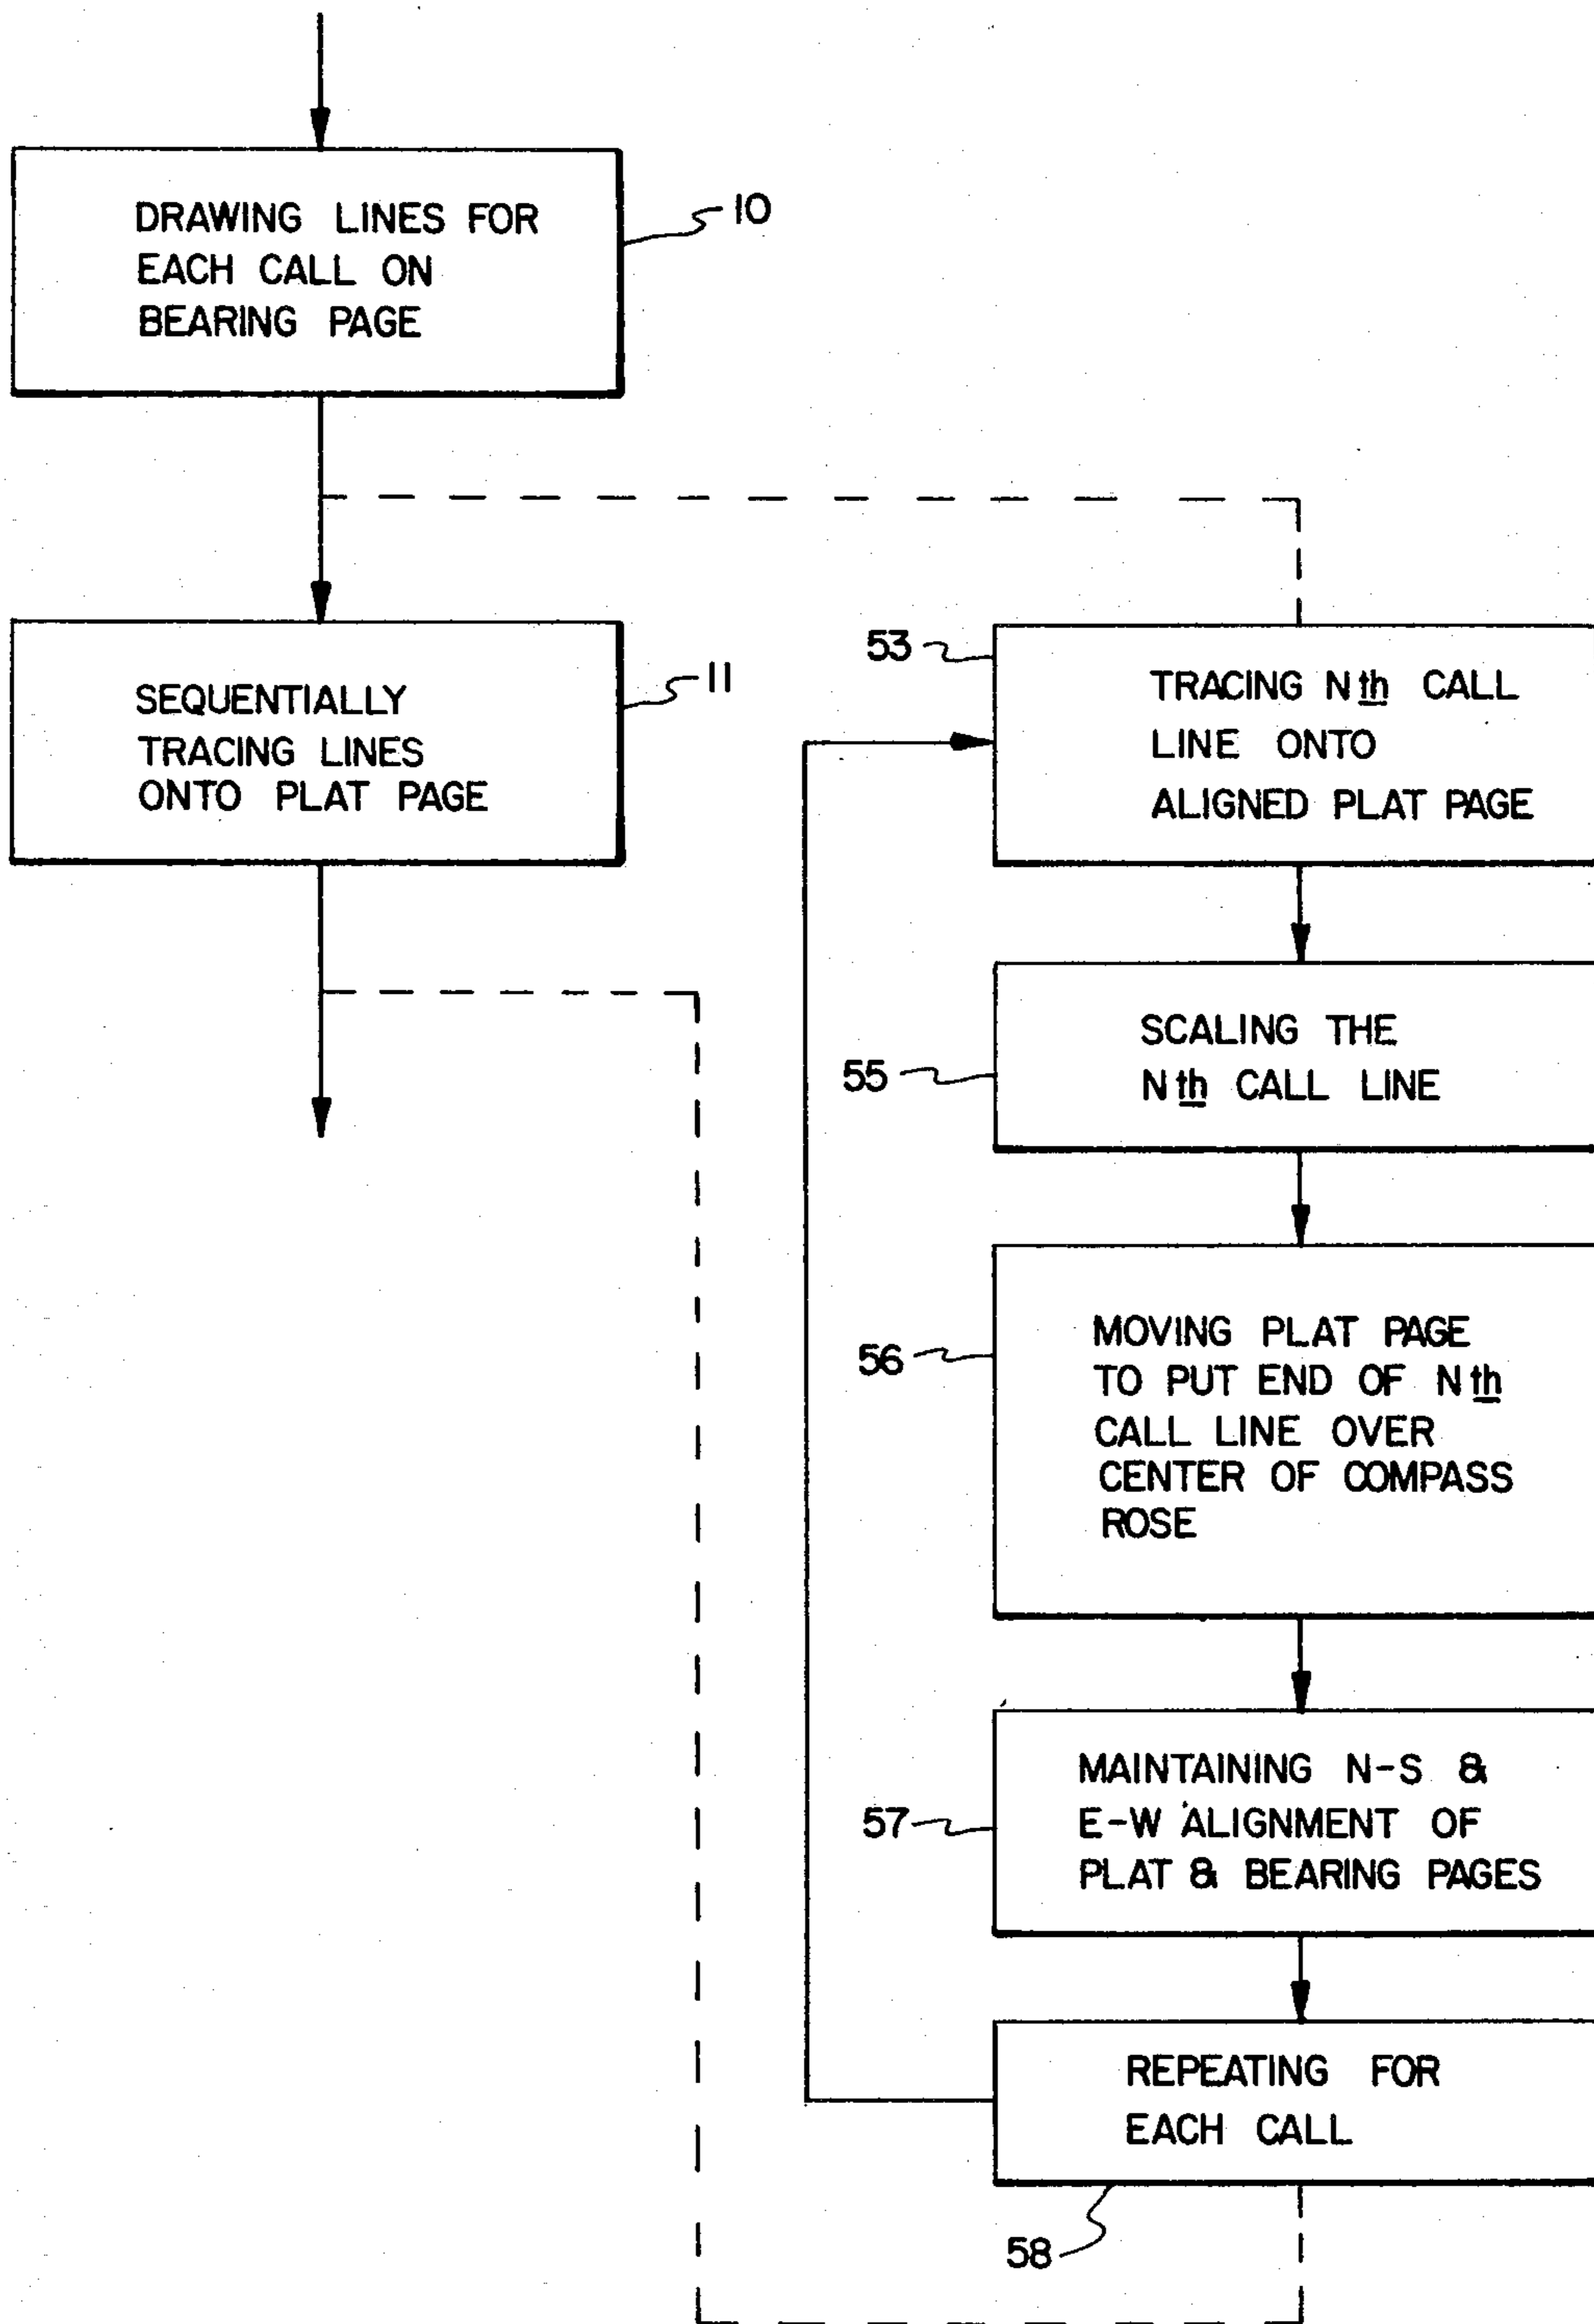 DRAWING LINES FOR
EACH CALL ON
BEARING PAGE
10
SEQUENTIALLY
TRACING LINES
ONTO PLAT PAGE
11
53
TRACING Nth CALL
LINE ONTO
ALIGNED PLAT PAGE
55
SCALING THE
Nth CALL LINE
56
MOVING PLAT PAGE
TO PUT END OF Nth
CALL LINE OVER
CENTER OF COMPASS
ROSE
57
MAINTAINING N-S &
E-W ALIGNMENT OF
PLAT & BEARING PAGES
REPEATING FOR
EACH CALL
58